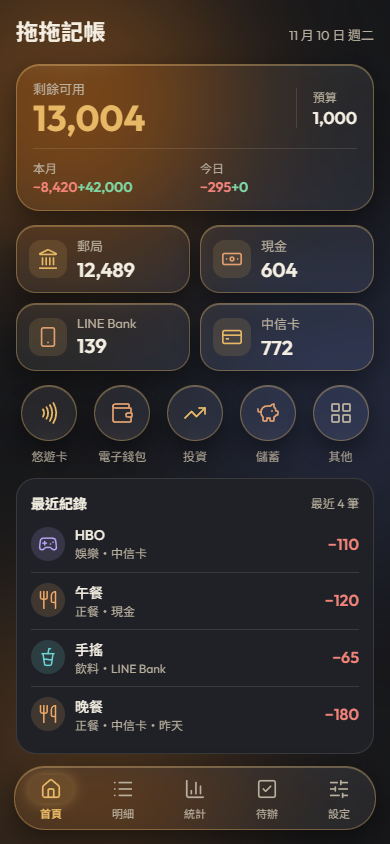 拖拖記帳
11 月 10 日 週二
剩餘可用
13,004
預算
1,000
本月
−8,420+42,000
今日
−295+0
郵局
12,489
現金
604
LINE Bank
139
中信卡
772
悠遊卡
電子錢包
投資
儲蓄
其他
最近紀錄
最近 4 筆
HBO
娛樂・中信卡
−110
午餐
正餐・現金
−120
手搖
飲料・LINE Bank
−65
晚餐
正餐・中信卡・昨天
−180
首頁
明細
統計
待辦
設定